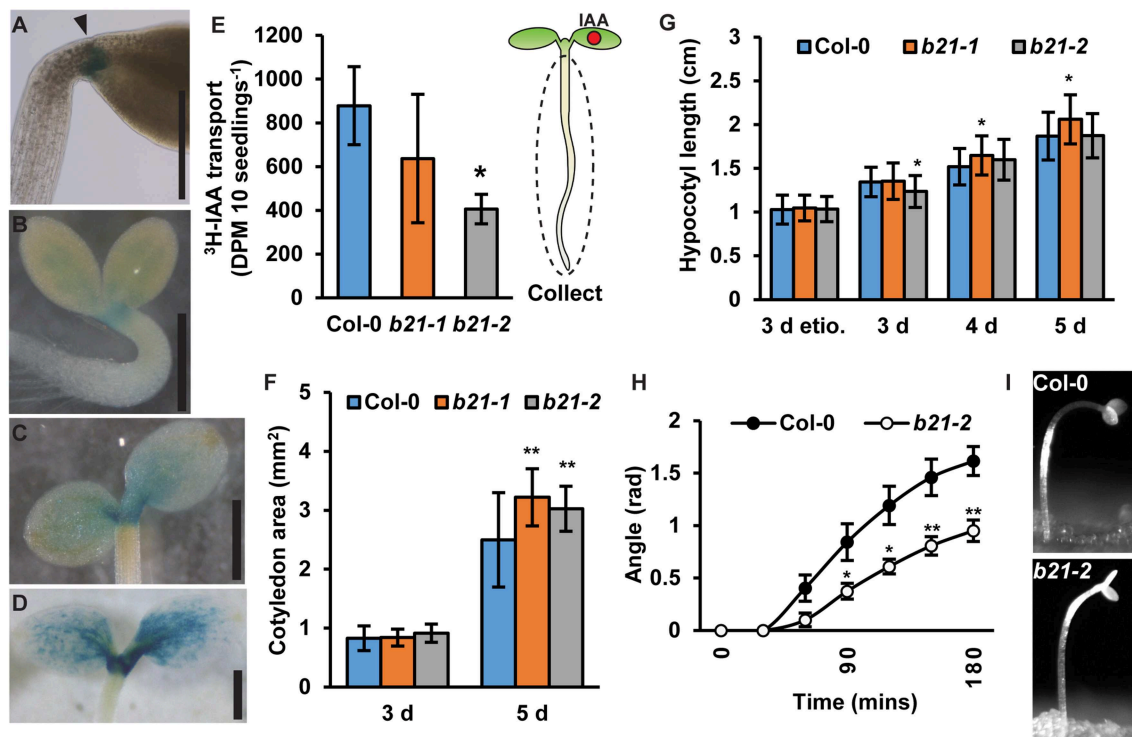 A
B
C
D
E
³H-IAA transport
(DPM 10 seedlings⁻¹)
1200
1000
800
600
400
200
0
*
Col-0 b21-1 b21-2
IAA
Collect
F
Cotyledon area (mm²)
5
4
3
2
1
0
Col-0 b21-1 b21-2
** **
3 d 5 d
G
Hypocotyl length (cm)
3
2.5
2
1.5
1
0.5
0
Col-0 b21-1 b21-2
* * *
3 d etio. 3 d 4 d 5 d
H
Angle (rad)
2
1.5
1
0.5
0
Col-0 b21-2
* * ** **
0 90 180
Time (mins)
I
Col-0
b21-2